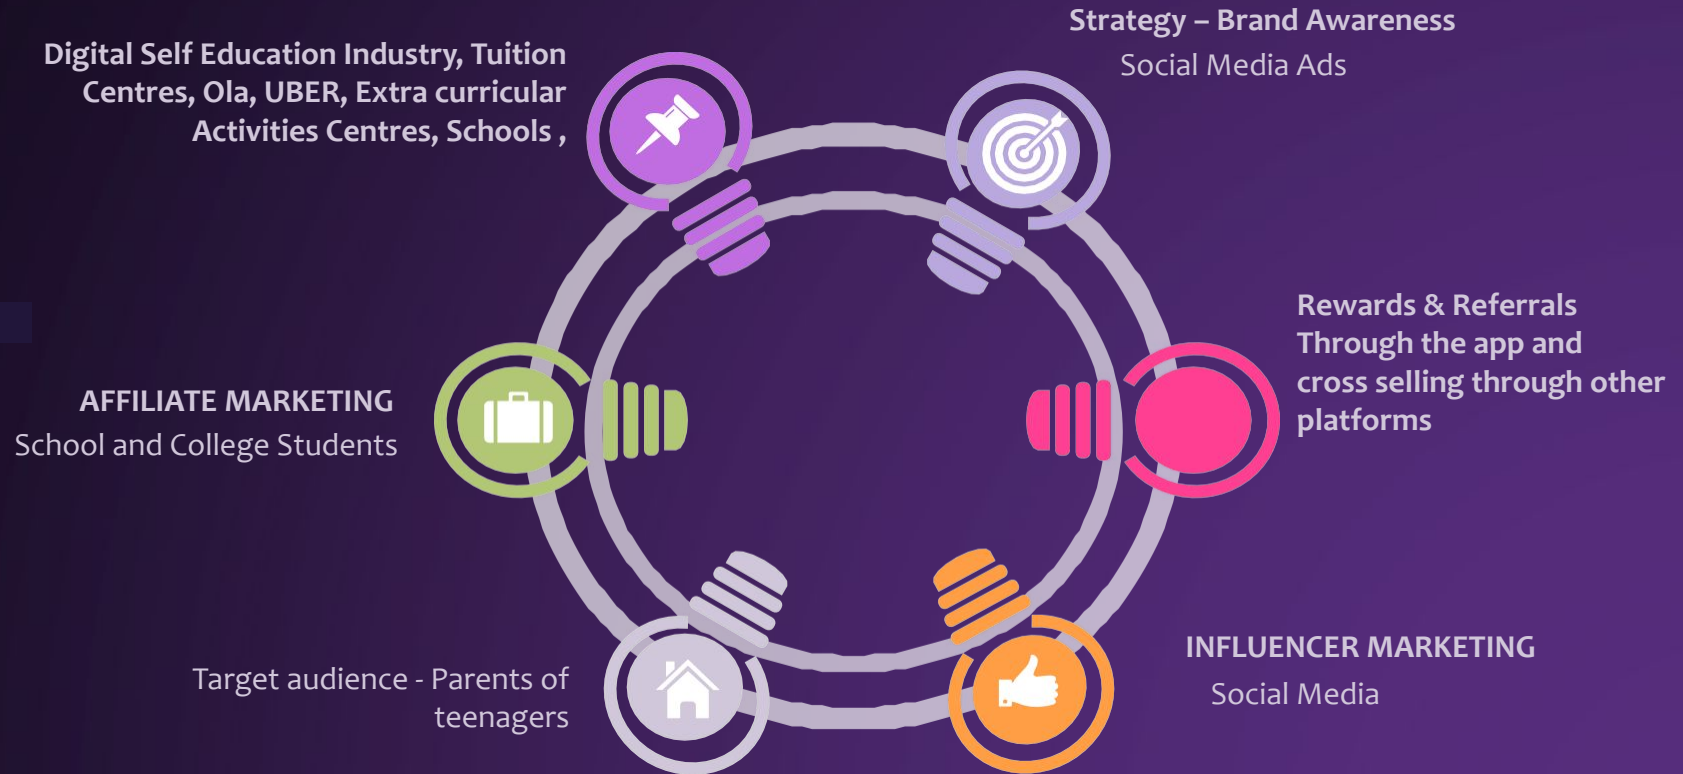 Strategy – Brand Awareness
Social Media Ads
Digital Self Education Industry, Tuition
Centres, Ola, UBER, Extra curricular
Activities Centres, Schools ,
Rewards & Referrals
Through the app and
cross selling through other
platforms
AFFILIATE MARKETING
School and College Students
INFLUENCER MARKETING
Social Media
Target audience - Parents of
teenagers